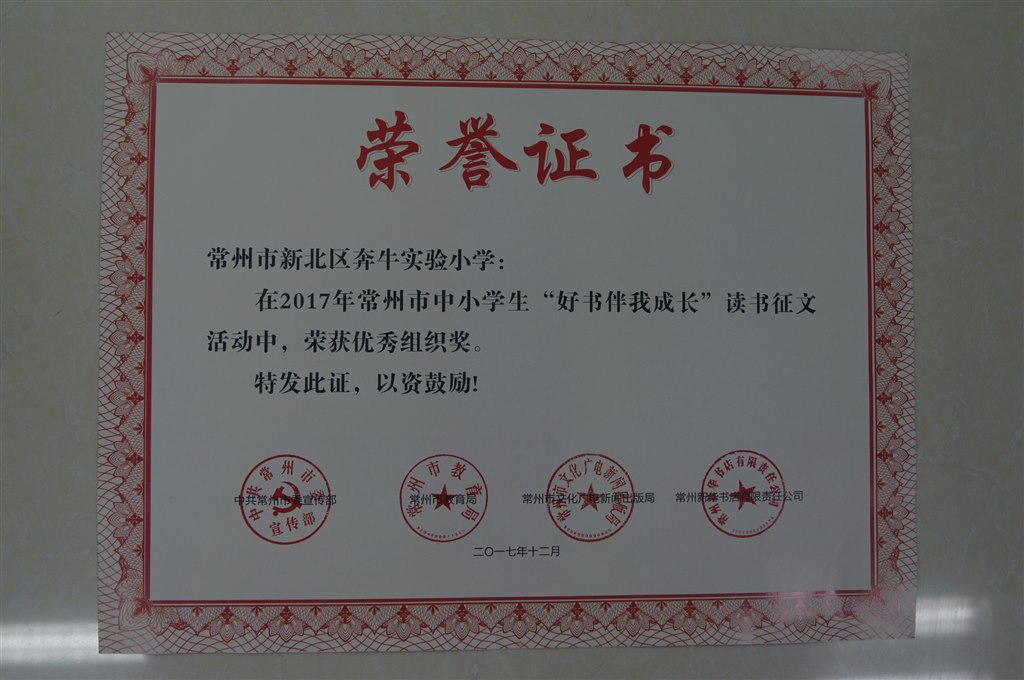 荣誉证书
常州市新北区奔牛实验小学：
在2017年常州市中小学生“好书伴我成长”读书征文
活动中，荣获优秀组织奖。
特发此证，以资鼓励!
中共常州市委宣传部 常州市教育局 常州市文化广电新闻出版局 常州新华书店有限责任公司
二〇一七年十二月